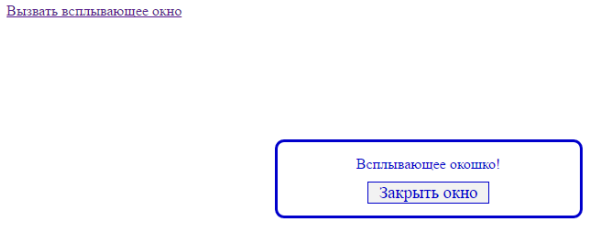 Вызвать всплывающее окно
Всплывающее окошко!
Закрыть окно